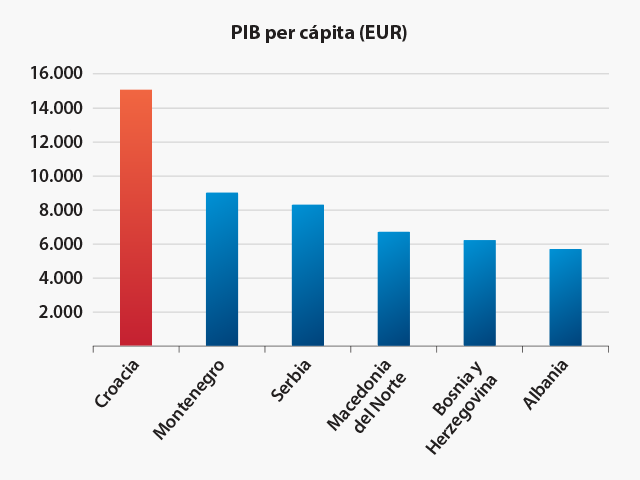 PIB per cápita (EUR)
16.000
14.000
12.000
10.000
8.000
6.000
4.000
2.000
Croacia
Montenegro
Serbia
Macedonia
del Norte
Bosnia y
Herzegovina
Albania